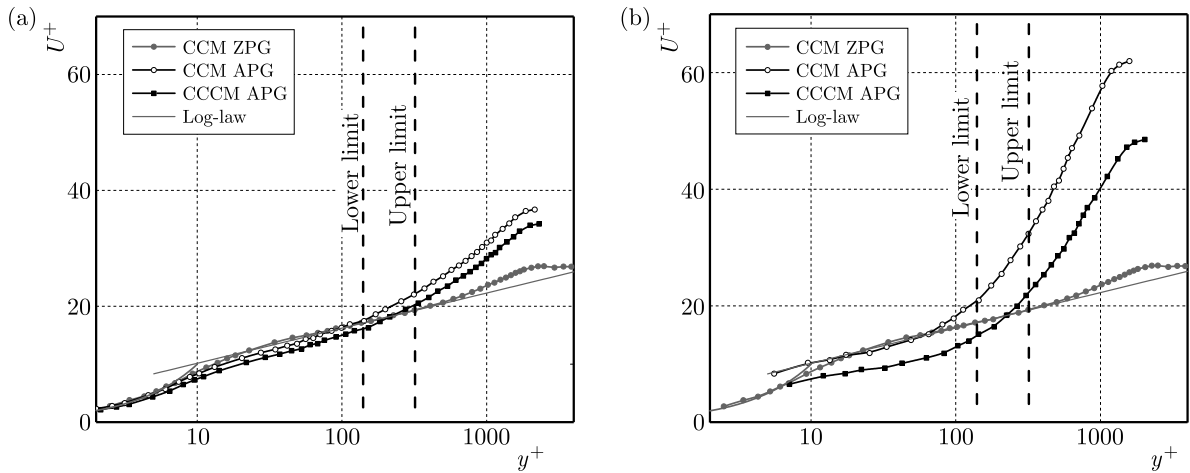 (a)
U+
60
40
20
0
CCM ZPG
CCM APG
CCCM APG
Log-law
Lower limit
Upper limit
10
100
1000
y+
(b)
U+
60
40
20
0
CCM ZPG
CCM APG
CCCM APG
Log-law
Lower limit
Upper limit
10
100
1000
y+